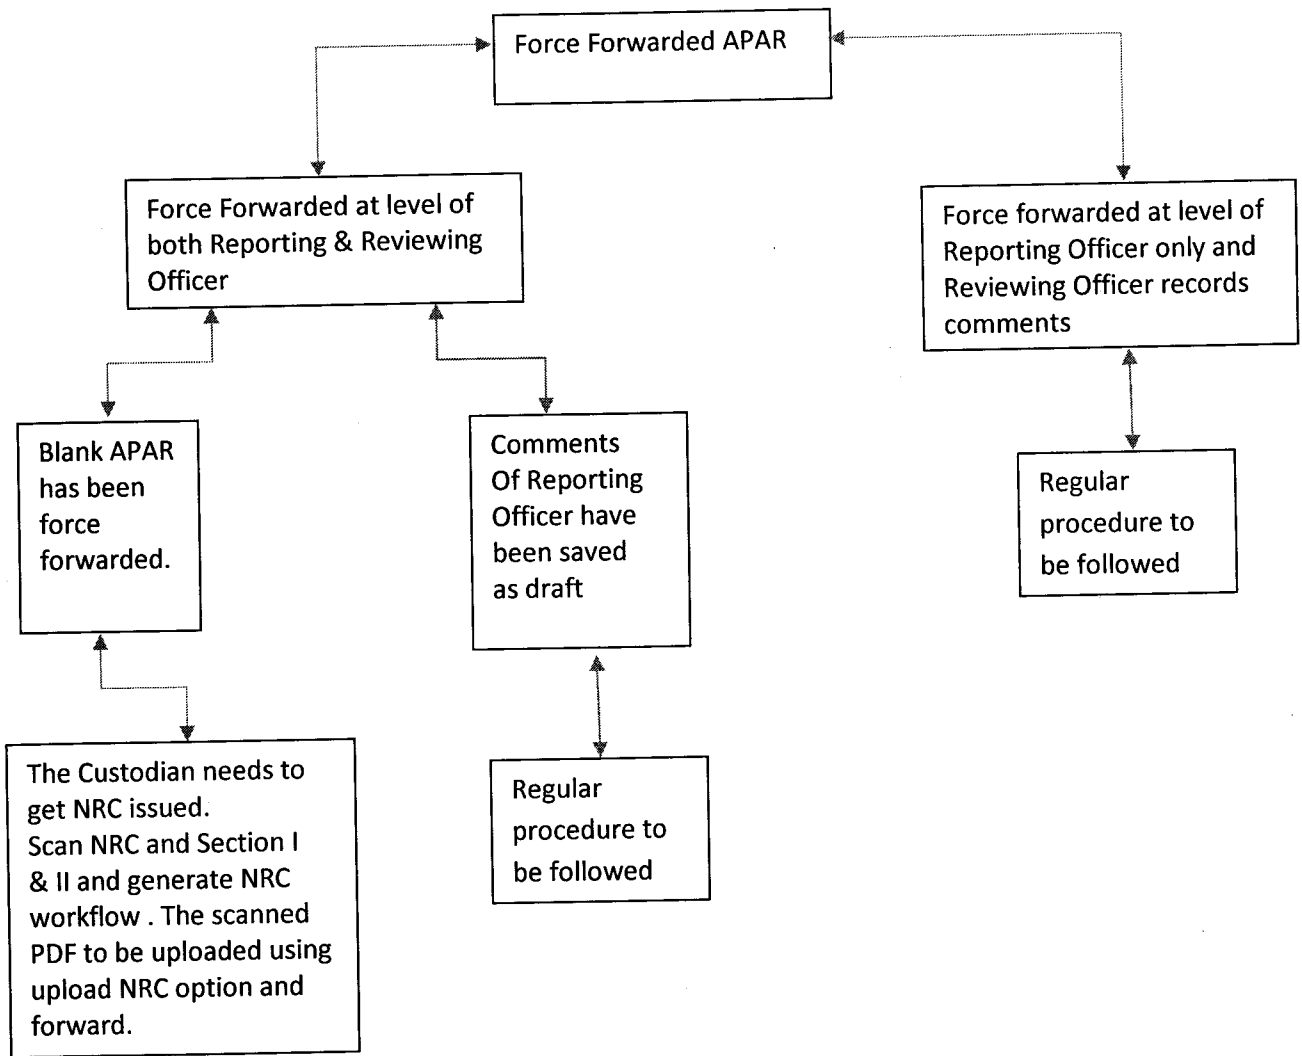 Force Forwarded APAR
Force Forwarded at level of
both Reporting & Reviewing
Officer
Force forwarded at level of
Reporting Officer only and
Reviewing Officer records
comments
Blank APAR
has been
force
forwarded.
Comments
Of Reporting
Officer have
been saved
as draft
Regular
procedure to
be followed
The Custodian needs to
get NRC issued.
Scan NRC and Section I
& II and generate NRC
workflow . The scanned
PDF to be uploaded using
upload NRC option and
forward.
Regular
procedure to
be followed